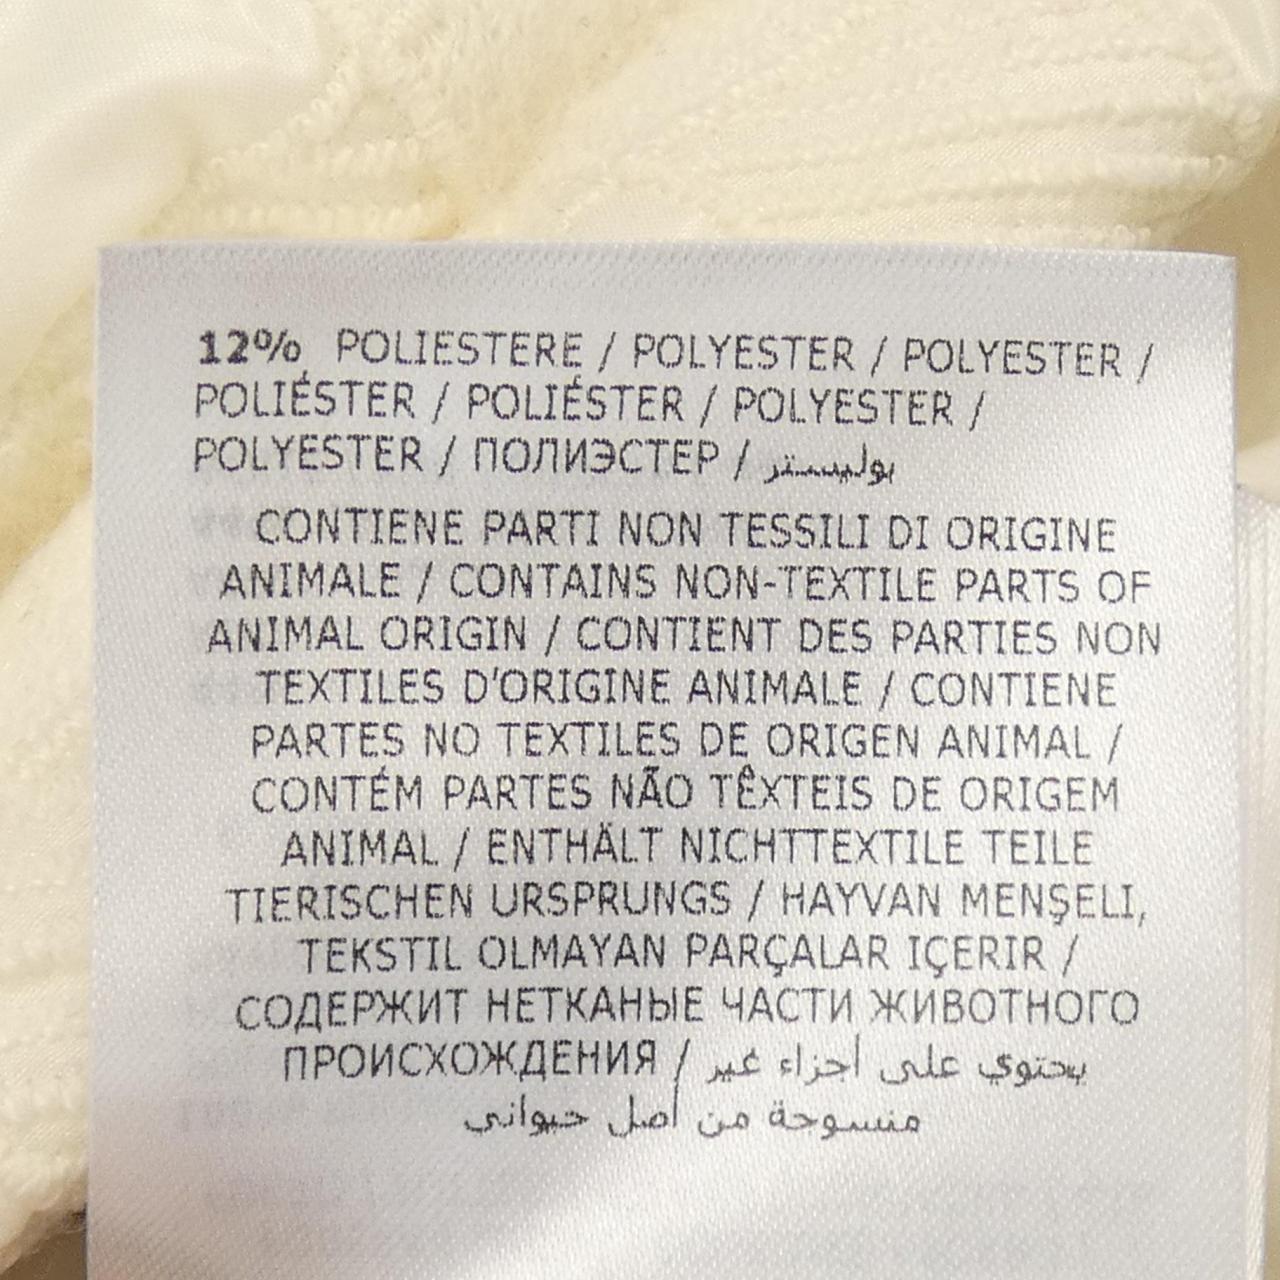 12% POLIESTERE / POLYESTER / POLYESTER /
POLIÉSTER / POLIÉSTER / POLYESTER /
POLYESTER / ПОЛИЭСТЕР / بوليستر
CONTIENE PARTI NON TESSILI DI ORIGINE
ANIMALE / CONTAINS NON-TEXTILE PARTS OF
ANIMAL ORIGIN / CONTIENT DES PARTIES NON
TEXTILES D'ORIGINE ANIMALE / CONTIENE
PARTES NO TEXTILES DE ORIGEN ANIMAL /
CONTÉM PARTES NÃO TÊXTEIS DE ORIGEM
ANIMAL / ENTHÄLT NICHTTEXTILE TEILE
TIERISCHEN URSPRUNGS / HAYVAN MENŞELI,
TEKSTIL OLMAYAN PARÇALAR IÇERIR /
СОДЕРЖИТ НЕТКАНЫЕ ЧАСТИ ЖИВОТНОГО
ПРОИСХОЖДЕНИЯ / يحتوي على أجزاء غير
منسوجة من أصل حيواني